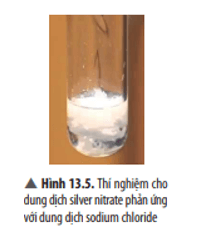 ▲ Hình 13.5. Thí nghiệm cho
dung dịch silver nitrate phản ứng
với dung dịch sodium chloride